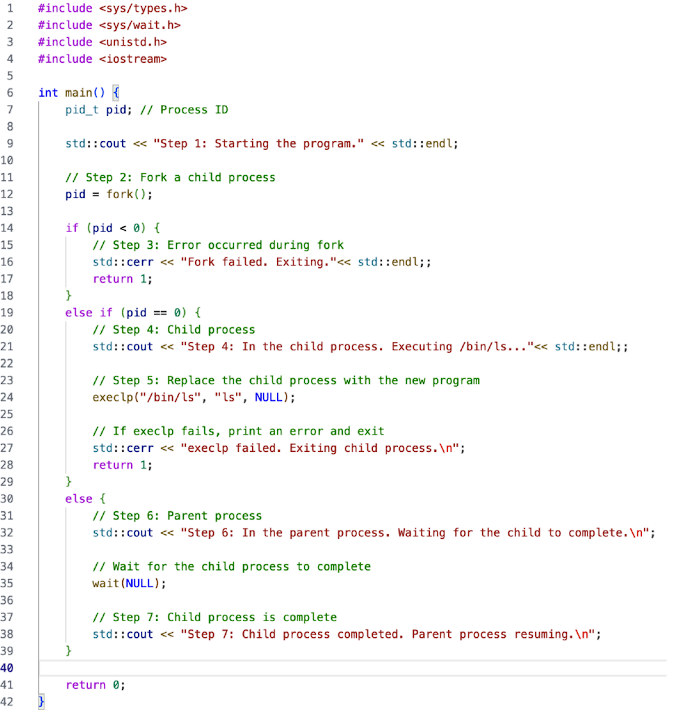 1 #include <sys/types.h>
2 #include <sys/wait.h>
3 #include <unistd.h>
4 #include <iostream>
5
6 int main() {
7     pid_t pid; // Process ID
8
9     std::cout << "Step 1: Starting the program." << std::endl;
10
11     // Step 2: Fork a child process
12     pid = fork();
13
14     if (pid < 0) {
15         // Step 3: Error occurred during fork
16         std::cerr << "Fork failed. Exiting."<< std::endl;;
17         return 1;
18     }
19     else if (pid == 0) {
20         // Step 4: Child process
21         std::cout << "Step 4: In the child process. Executing /bin/ls..."<< std::endl;;
22
23         // Step 5: Replace the child process with the new program
24         execlp("/bin/ls", "ls", NULL);
25
26         // If execlp fails, print an error and exit
27         std::cerr << "execlp failed. Exiting child process.\n";
28         return 1;
29     }
30     else {
31         // Step 6: Parent process
32         std::cout << "Step 6: In the parent process. Waiting for the child to complete.\n";
33
34         // Wait for the child process to complete
35         wait(NULL);
36
37         // Step 7: Child process is complete
38         std::cout << "Step 7: Child process completed. Parent process resuming.\n";
39     }
40
41     return 0;
42 }